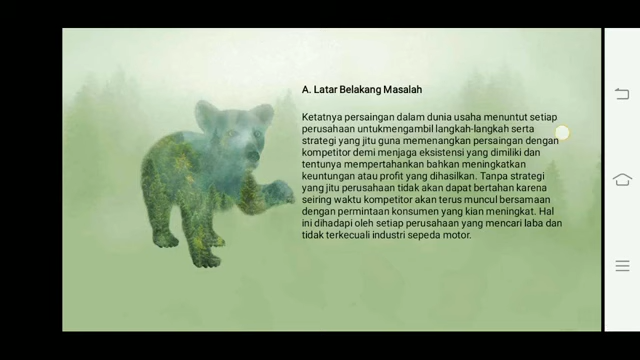 A. Latar Belakang Masalah
Ketatnya persaingan dalam dunia usaha menuntut setiap
perusahaan untukmengambil langkah-langkah serta
strategi yang jitu guna memenangkan persaingan dengan
kompetitor demi menjaga eksistensi yang dimiliki dan
tentunya mempertahankan bahkan meningkatkan
keuntungan atau profit yang dihasilkan. Tanpa strategi
yang jitu perusahaan tidak akan dapat bertahan karena
seiring waktu kompetitor akan terus muncul bersamaan
dengan permintaan konsumen yang kian meningkat. Hal
ini dihadapi oleh setiap perusahaan yang mencari laba dan
tidak terkecuali industri sepeda motor.